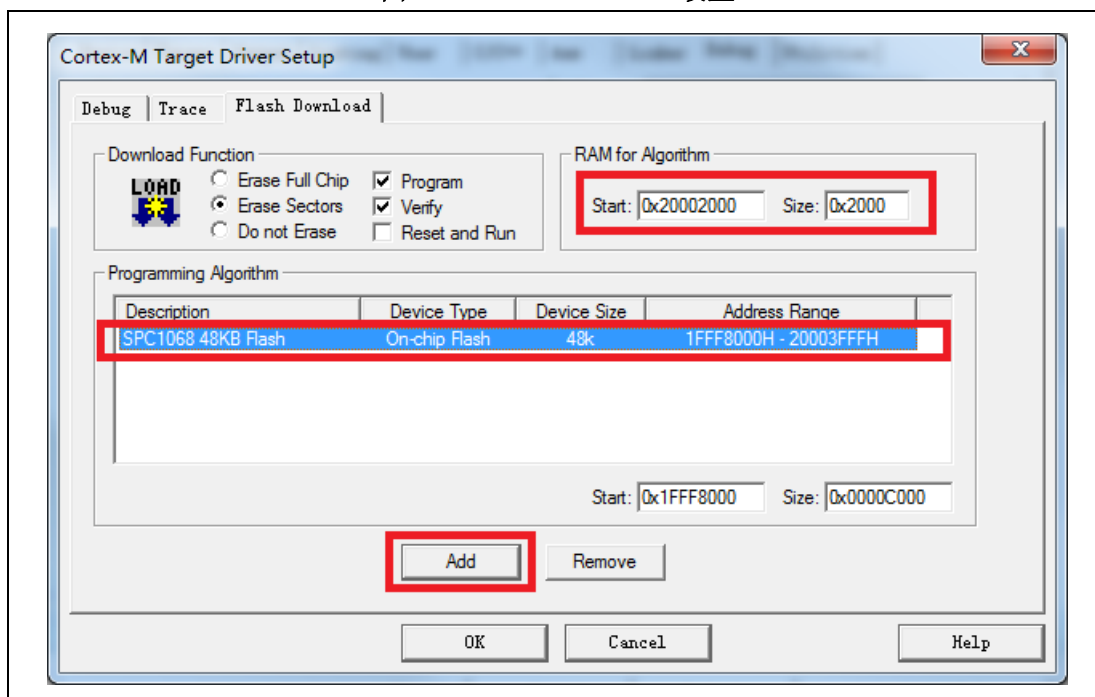 Cortex-M Target Driver Setup
Debug Trace Flash Download
Download Function
LOAD
Erase Full Chip
Erase Sectors
Do not Erase
Program
Verify
Reset and Run
RAM for Algorithm
Start: 0x20002000 Size: 0x2000
Programming Algorithm
Description Device Type Device Size Address Range
SPC1068 48KB Flash On-chip Flash 48k 1FFF8000H - 20003FFFH
Start: 0x1FFF8000 Size: 0x0000C000
Add Remove
OK Cancel Help